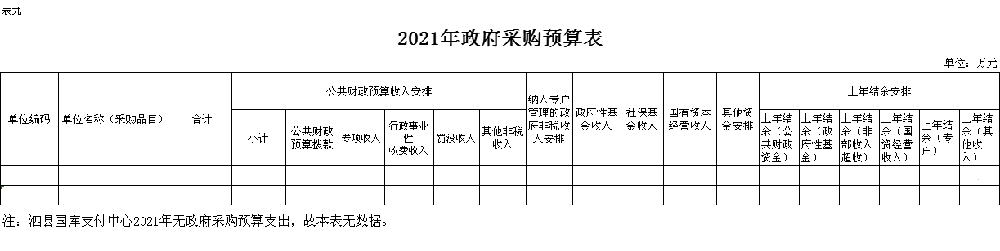 表九
2021年政府采购预算表
单位：万元
单位编码
单位名称（采购品目）
合计
公共财政预算收入安排
小计
公共财政
预算拨款
专项收入
行政事业
性
收费收入
罚没收入
其他非税
收入
纳入专户
管理的政
府非税收
入安排
政府性基
金收入
社保基
金收入
国有资本
经营收入
其他资
金安排
上年结余安排
上年结
余（公
共财政
资金）
上年结
余（政
府性基
金）
上年结
余（非
部收入
超收）
上年结
余（国
资经营
收入）
上年结
余（专
户）
上年结
余（其
他收
入）
注：泗县国库支付中心2021年无政府采购预算支出，故本表无数据。